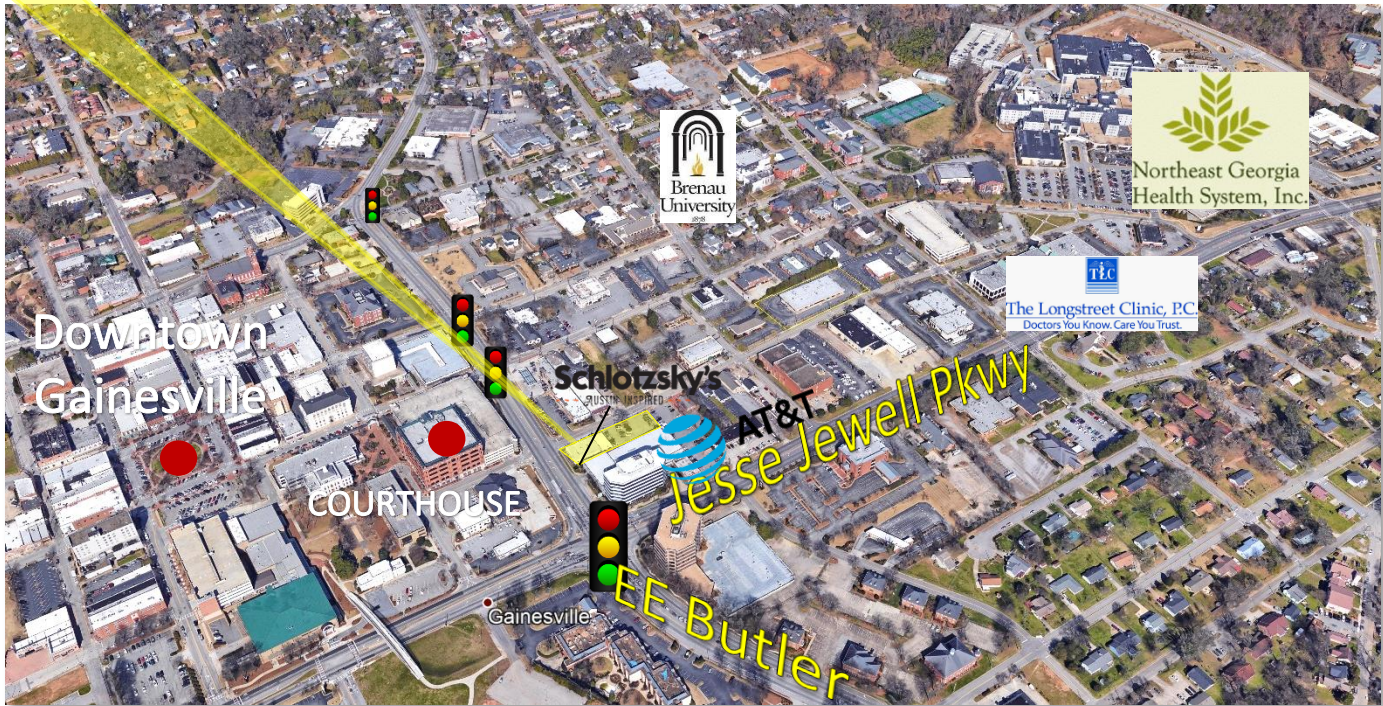 Brenau
University
1878
Northeast Georgia
Health System, Inc.
TLC
The Longstreet Clinic, P.C.
Doctors You Know. Care You Trust.
Downtown
Gainesville
Schlotzsky's
AUSTIN INSPIRED
AT&T
Jesse Jewell Pkwy
COURTHOUSE
Gainesville
EE Butler